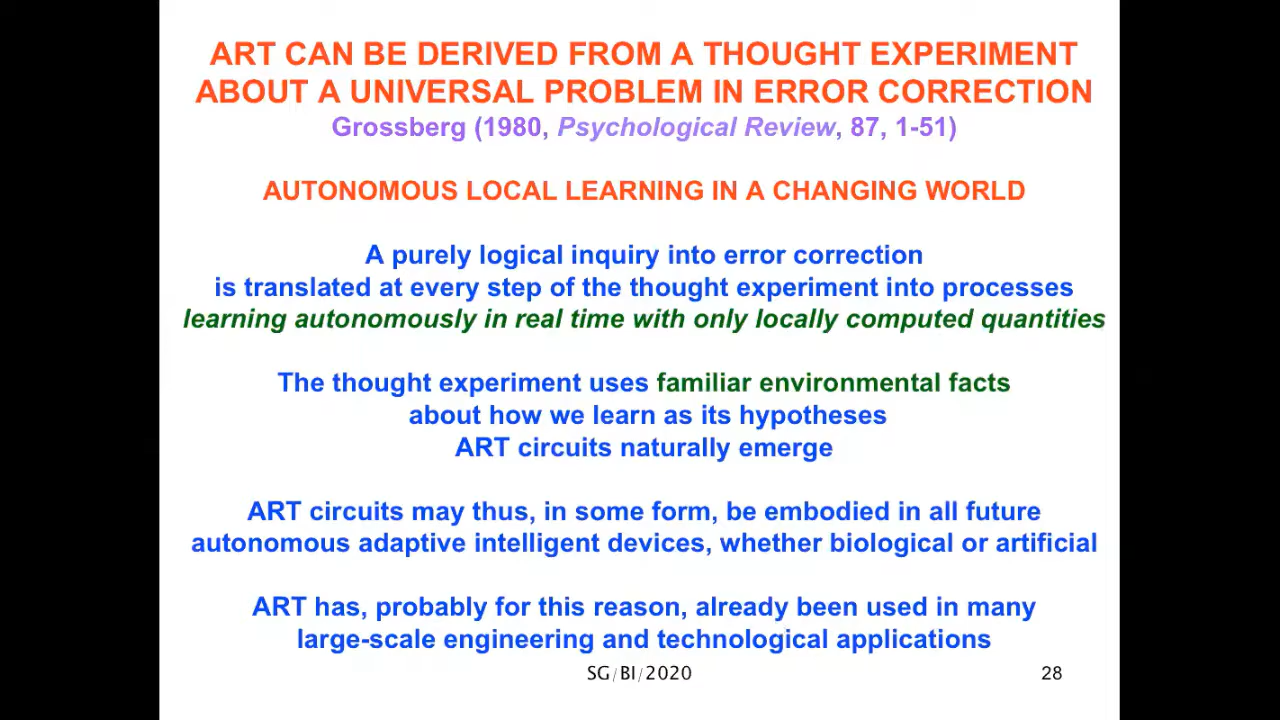 ART CAN BE DERIVED FROM A THOUGHT EXPERIMENT
ABOUT A UNIVERSAL PROBLEM IN ERROR CORRECTION
Grossberg (1980, Psychological Review, 87, 1-51)
AUTONOMOUS LOCAL LEARNING IN A CHANGING WORLD
A purely logical inquiry into error correction
is translated at every step of the thought experiment into processes
learning autonomously in real time with only locally computed quantities
The thought experiment uses familiar environmental facts
about how we learn as its hypotheses
ART circuits naturally emerge
ART circuits may thus, in some form, be embodied in all future
autonomous adaptive intelligent devices, whether biological or artificial
ART has, probably for this reason, already been used in many
large-scale engineering and technological applications
SG/BI/2020 28